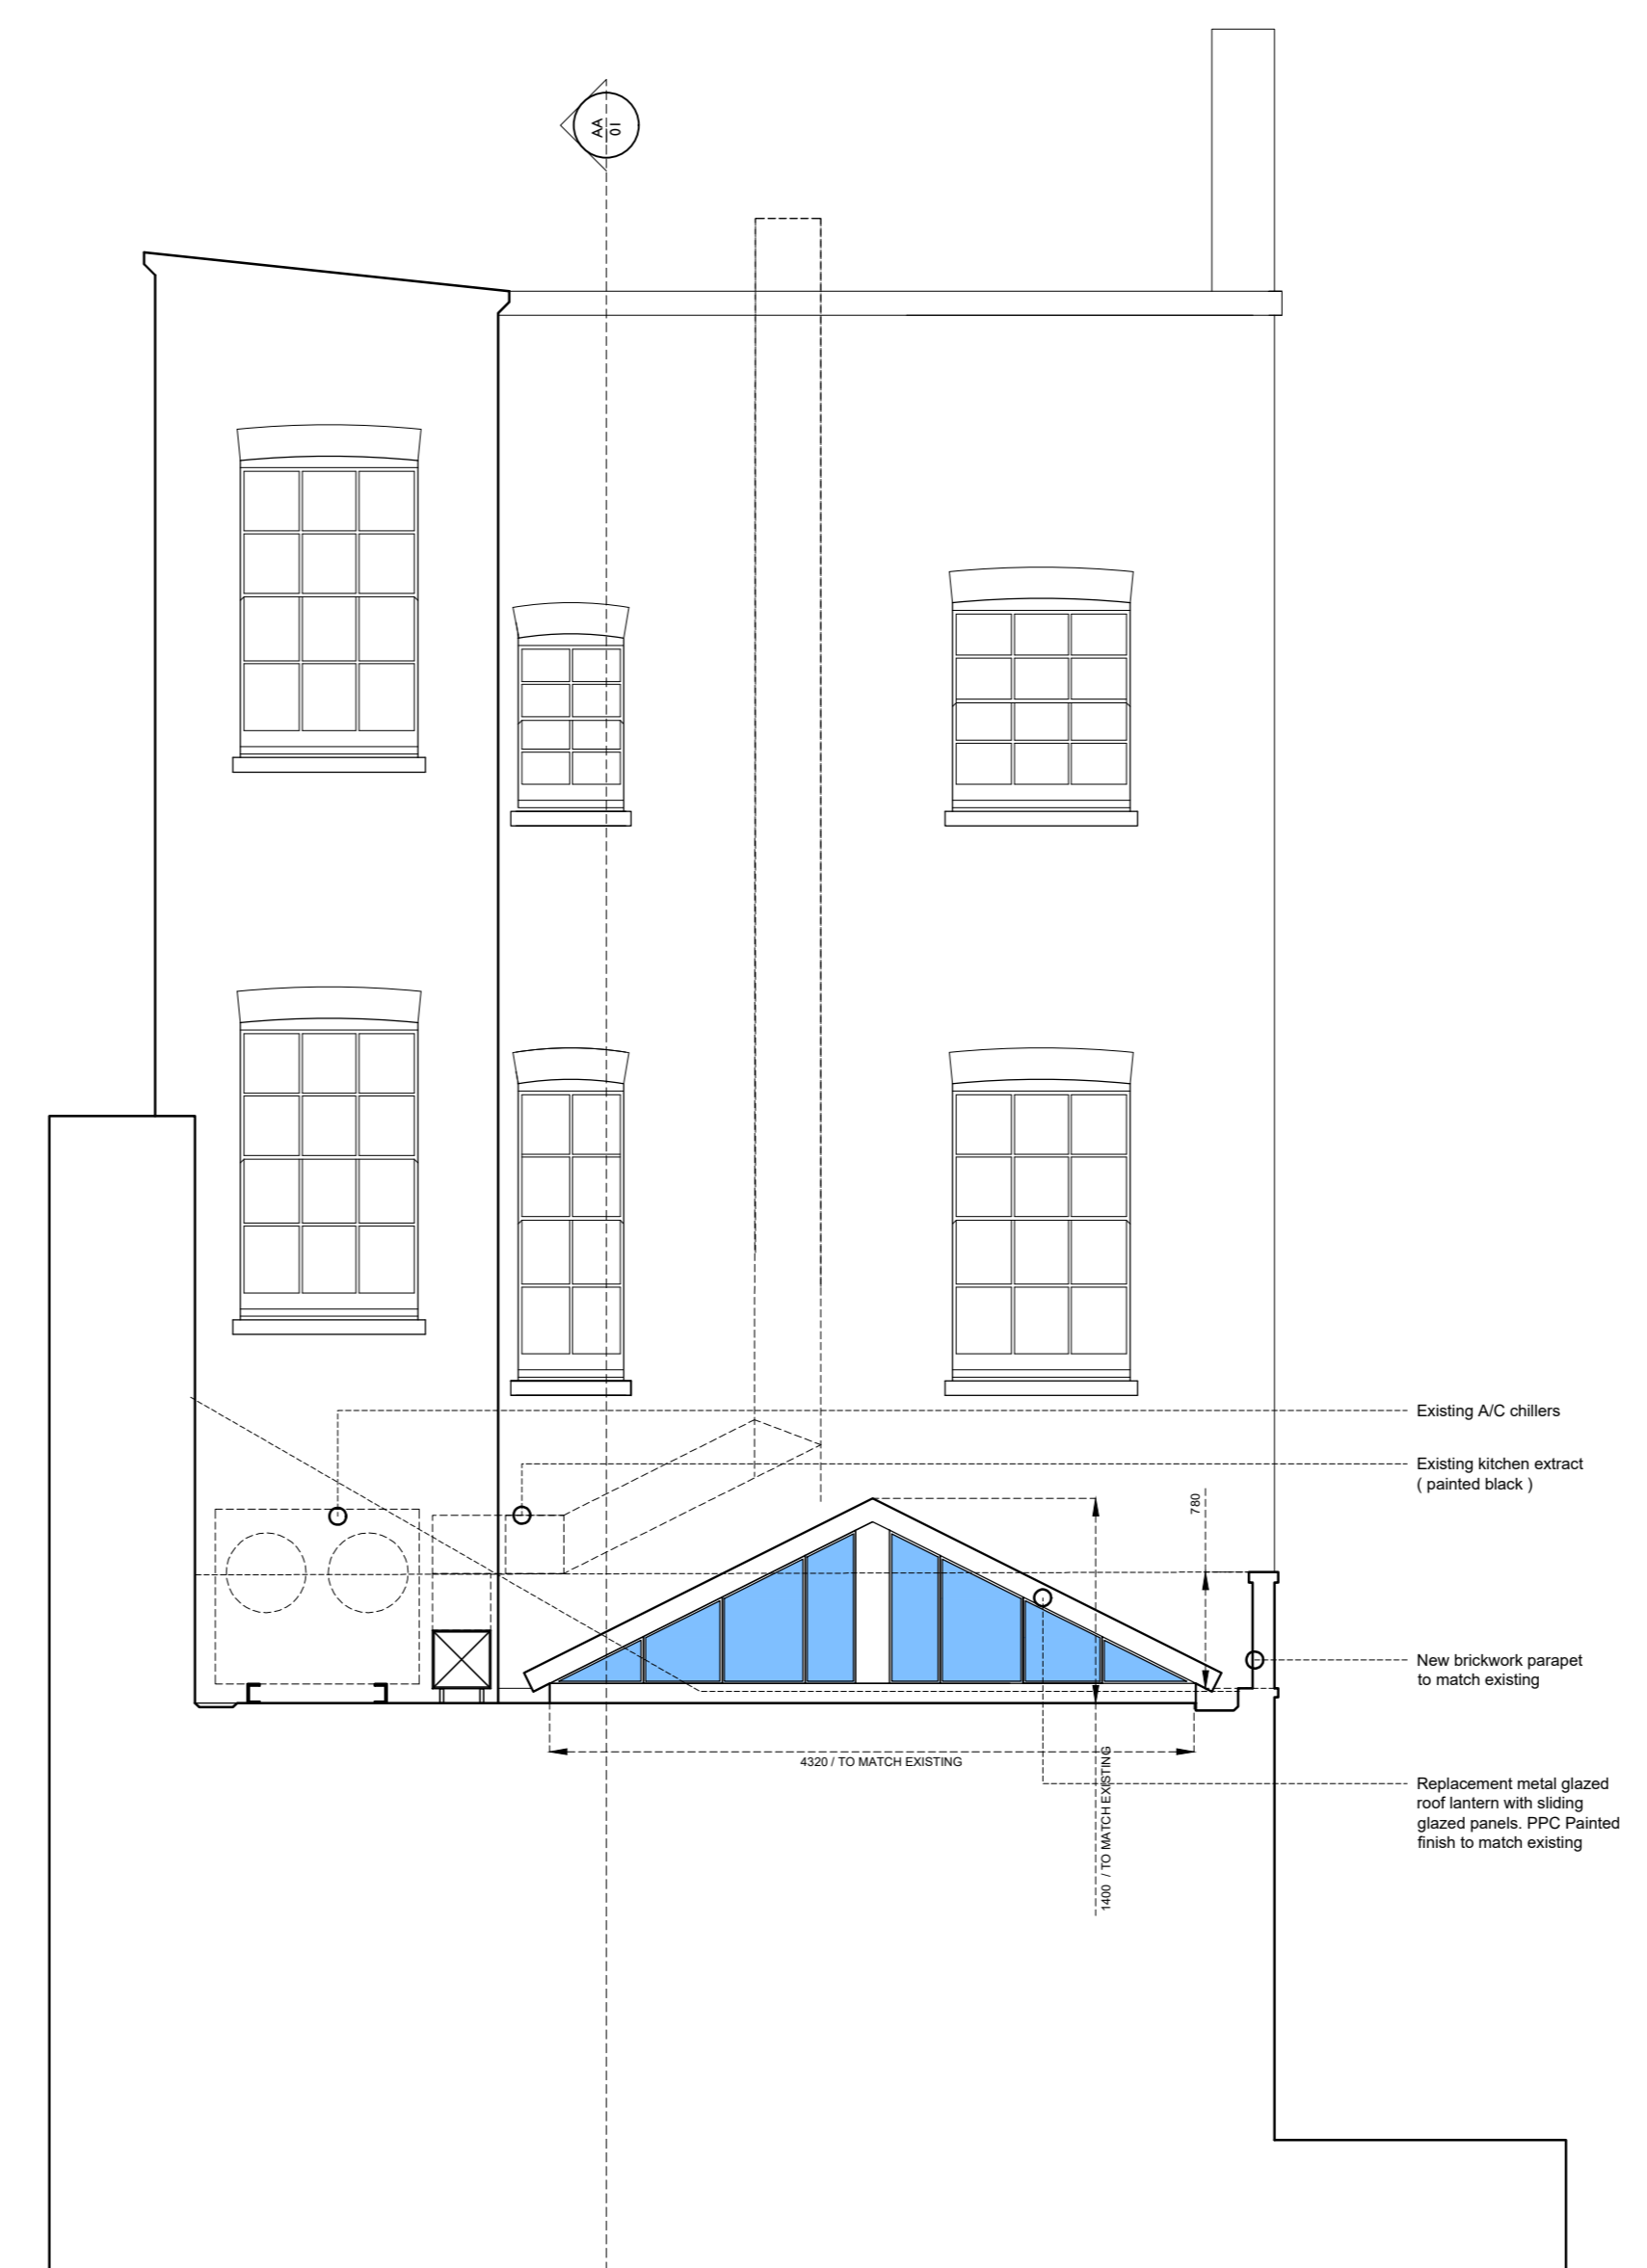 AA
01
Existing A/C chillers
Existing kitchen extract
( painted black )
780
New brickwork parapet
to match existing
4320 / TO MATCH EXISTING
1400 / TO MATCH EXISTING
Replacement metal glazed
roof lantern with sliding
glazed panels. PPC Painted
finish to match existing